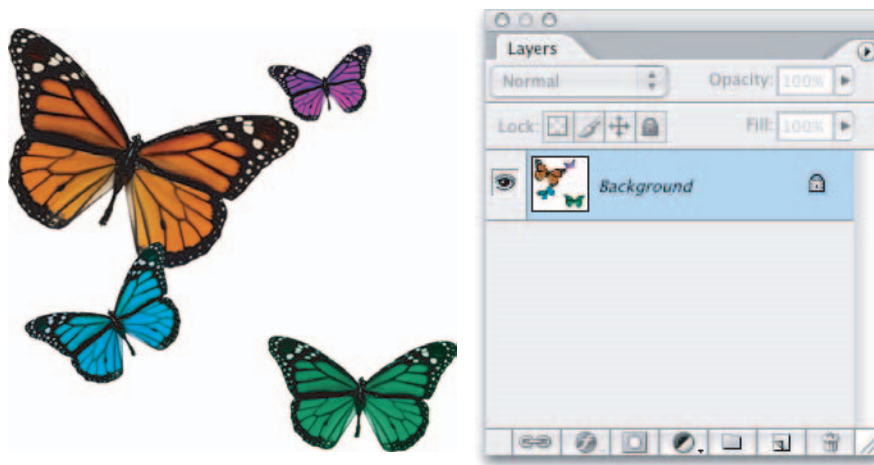 Layers
Normal
Opacity: 100%
Lock:
Fill: 100%
Background